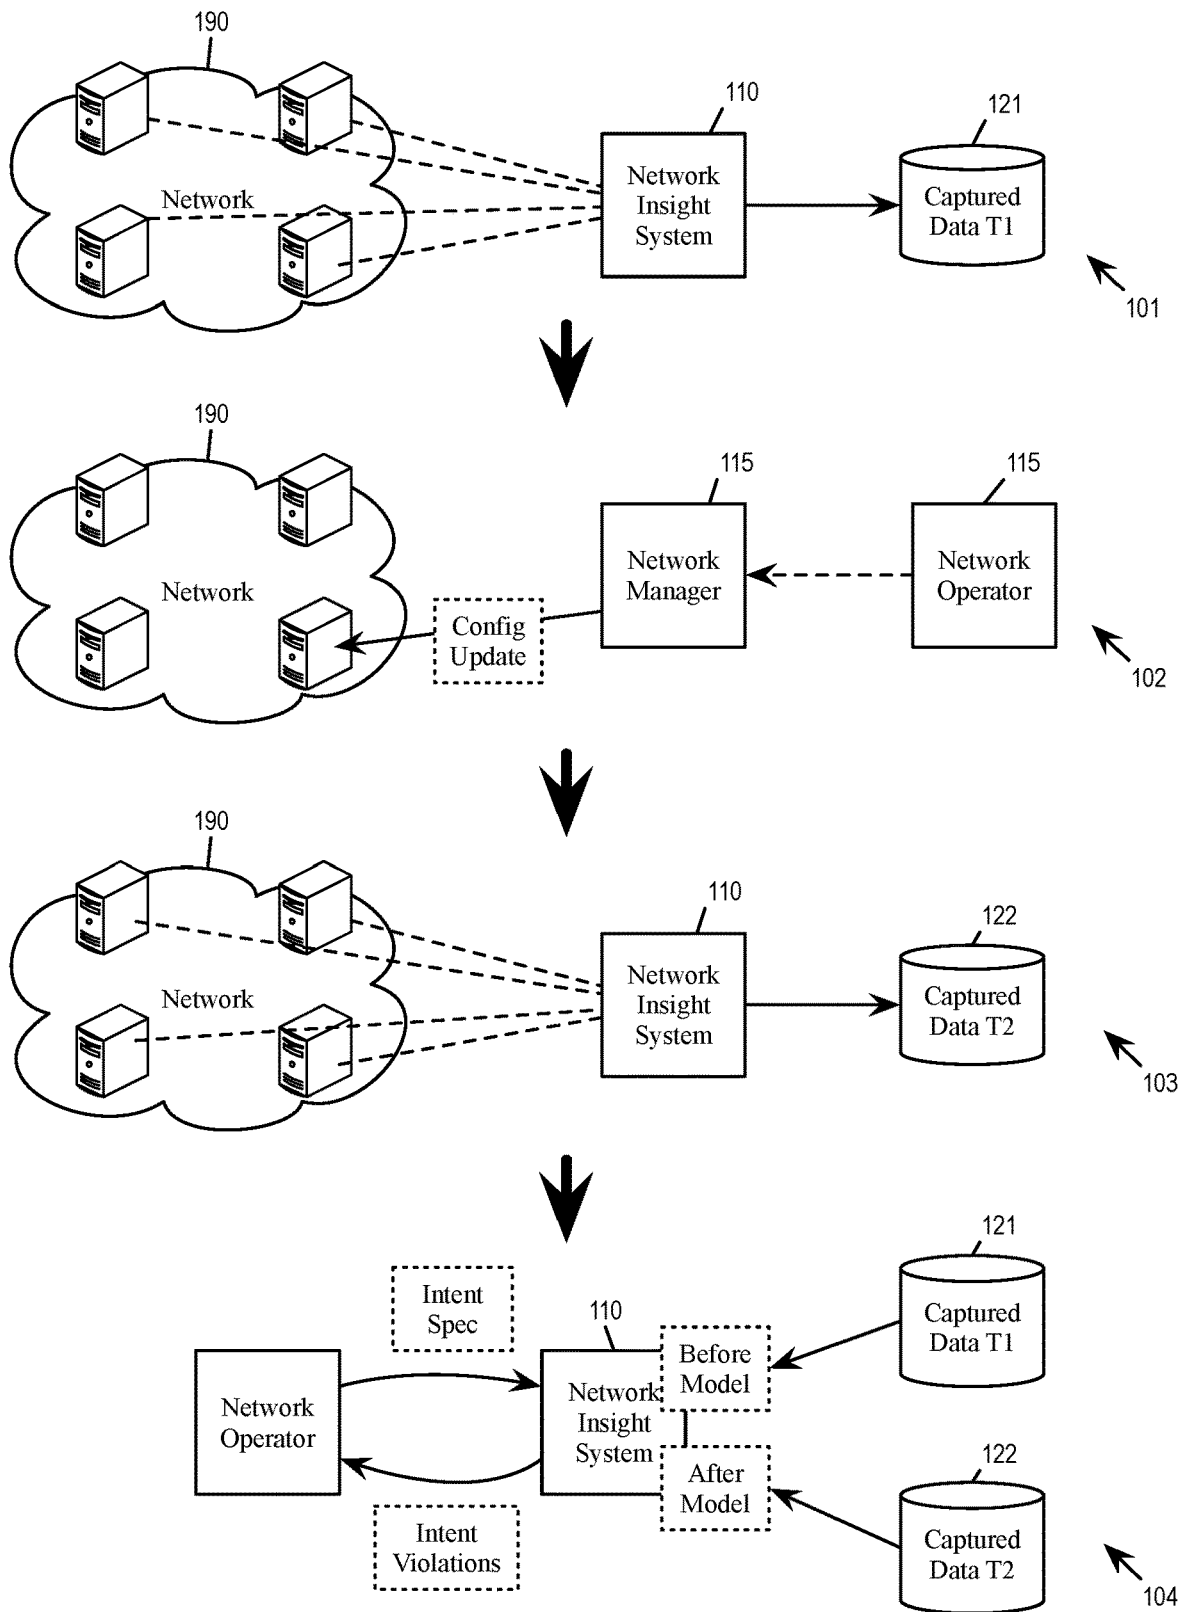 190
110
121
Network
Network
Insight
System
Captured
Data T1
101
190
115
115
Network
Config
Update
Network
Manager
Network
Operator
102
190
110
122
Network
Network
Insight
System
Captured
Data T2
103
121
Intent
Spec
110
Captured
Data T1
Before
Model
Network
Operator
Network
Insight
System
122
After
Model
Intent
Violations
Captured
Data T2
104